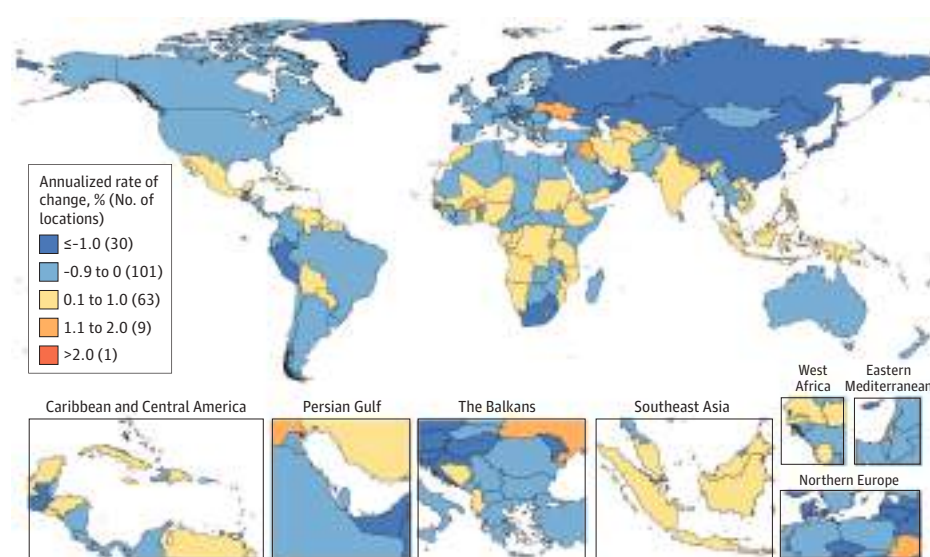 Annualized rate of
change, % (No. of
locations)
≤-1.0 (30)
-0.9 to 0 (101)
0.1 to 1.0 (63)
1.1 to 2.0 (9)
>2.0 (1)
West
Africa
Eastern
Mediterranean
Caribbean and Central America
Persian Gulf
The Balkans
Southeast Asia
Northern Europe